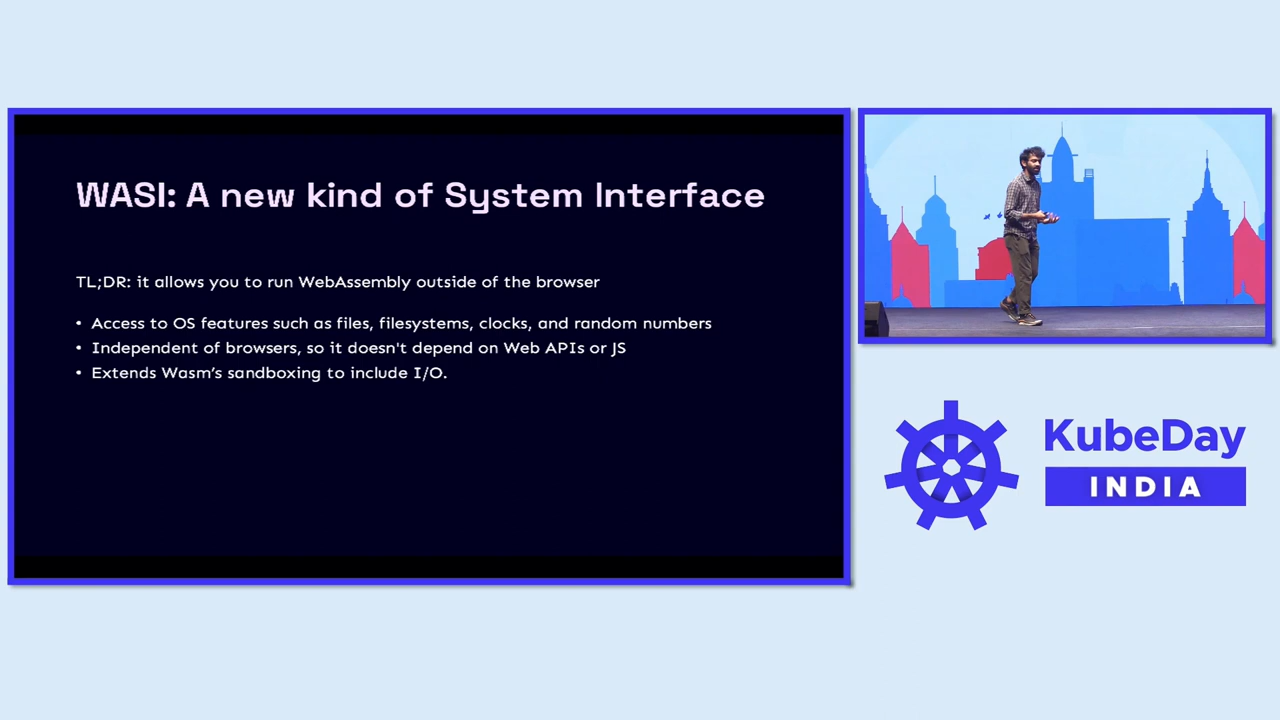 WASI: A new kind of System Interface
TL;DR: it allows you to run WebAssembly outside of the browser
• Access to OS features such as files, filesystems, clocks, and random numbers
• Independent of browsers, so it doesn't depend on Web APIs or JS
• Extends Wasm’s sandboxing to include I/O.
KubeDay
INDIA